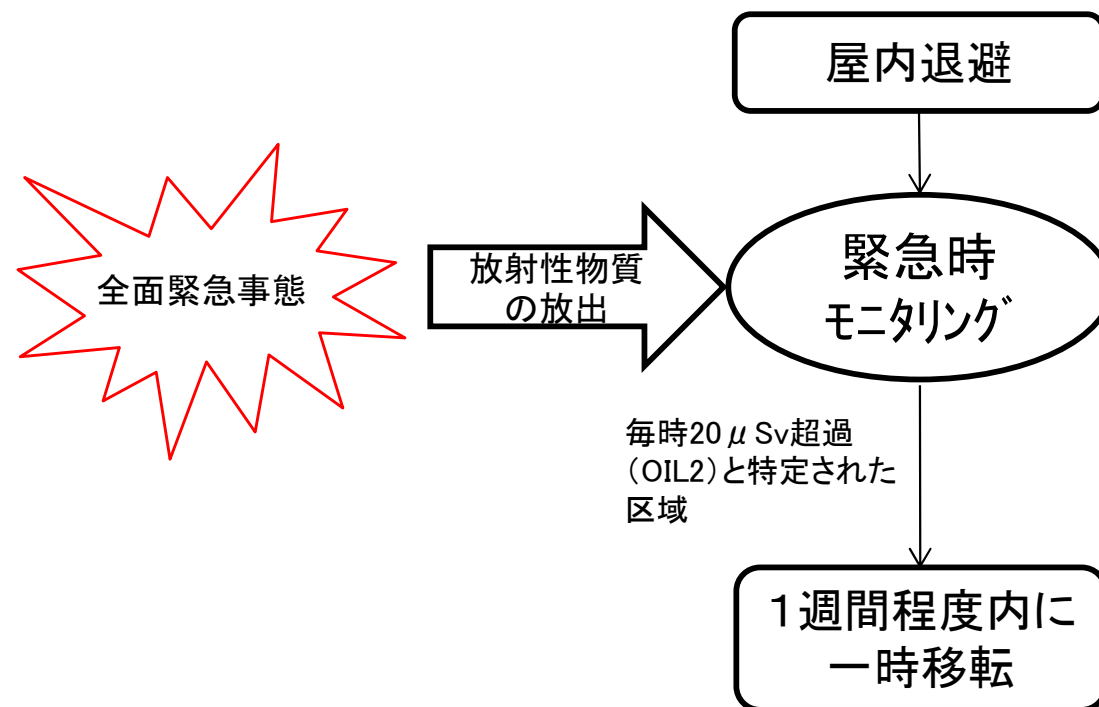 屋内退避
全面緊急事態
放射性物質
の放出
緊急時
モニタリング
毎時20μSv超過
(OIL2)と特定された
区域
1週間程度内に
一時移転